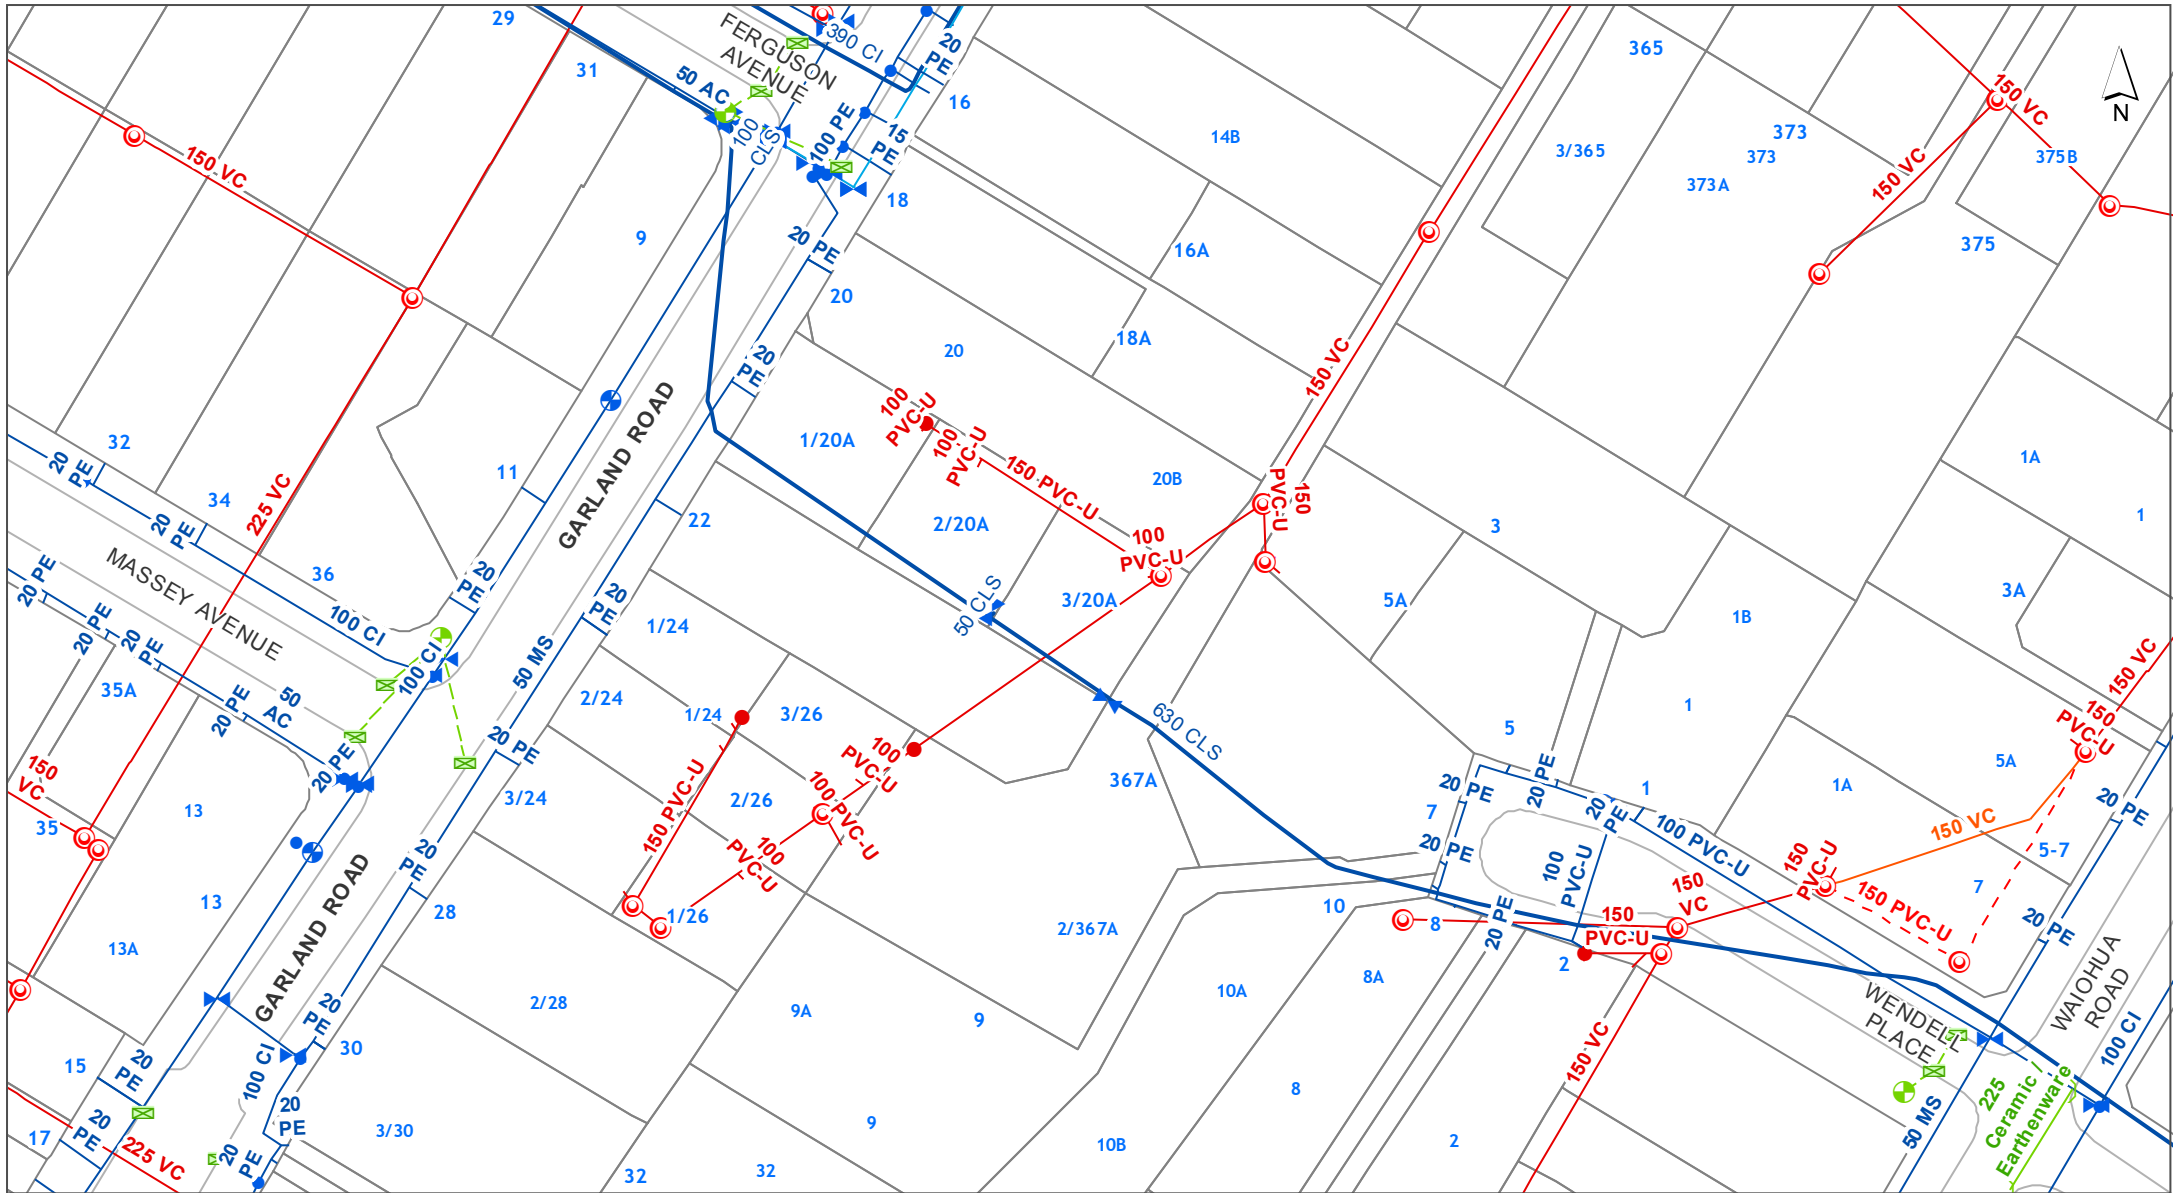 29
FERGUSON
AVENUE
390 CI
20
PE
365
150 VC
N
31
50 AC
100
CLS
100 PE
15
PE
16
14B
3/365
373
373
373A
375B
150 VC
150 VC
9
18
16A
375
20 PE
20
18A
20
PE
20
150 VC
32
34
20
PE
20
PE
11
225 VC
GARLAND ROAD
1/20A
100
PVC-U
100
PVC-U
150 PVC-U
20B
2/20A
22
150
PVC-U
100
PVC-U
3
1A
1
MASSEY AVENUE
36
100 CI
20
PE
20
PE
50 CLS
3/20A
5A
1B
3A
20 PE
20 PE
20 PE
20 PE
35A
50
AC
100 CI
50 MS
1/24
2/24
1/24
3/26
630 CLS
5
1
150 VC
150
PVC-U
150
VC
35
13
20 PE
20 PE
3/24
150 PVC-U
2/26
100
PVC-U
100 PVC-U
100
PVC-U
367A
20 PE
7
20 PE
20 PE
20
PE
1
100 PVC-U
1A
5A
20 PE
150 VC
5-7
13
13A
GARLAND ROAD
20
PE
28
1/26
2/367A
10
8
20 PE
100
PVC-U
150
PVC-U
150
VC
150
PVC-U
150 PVC-U
7
20 PE
2
2/28
9A
9
10A
8A
WENDELL
PLACE
WAIOHUA
ROAD
15
20
PE
20
PE
30
100 CI
20
PE
150 VC
8
100 CI
225
Ceramic
Earthenware
50 MS
17
20
PE
225 VC
20
PE
3/30
32
32
9
10B
2